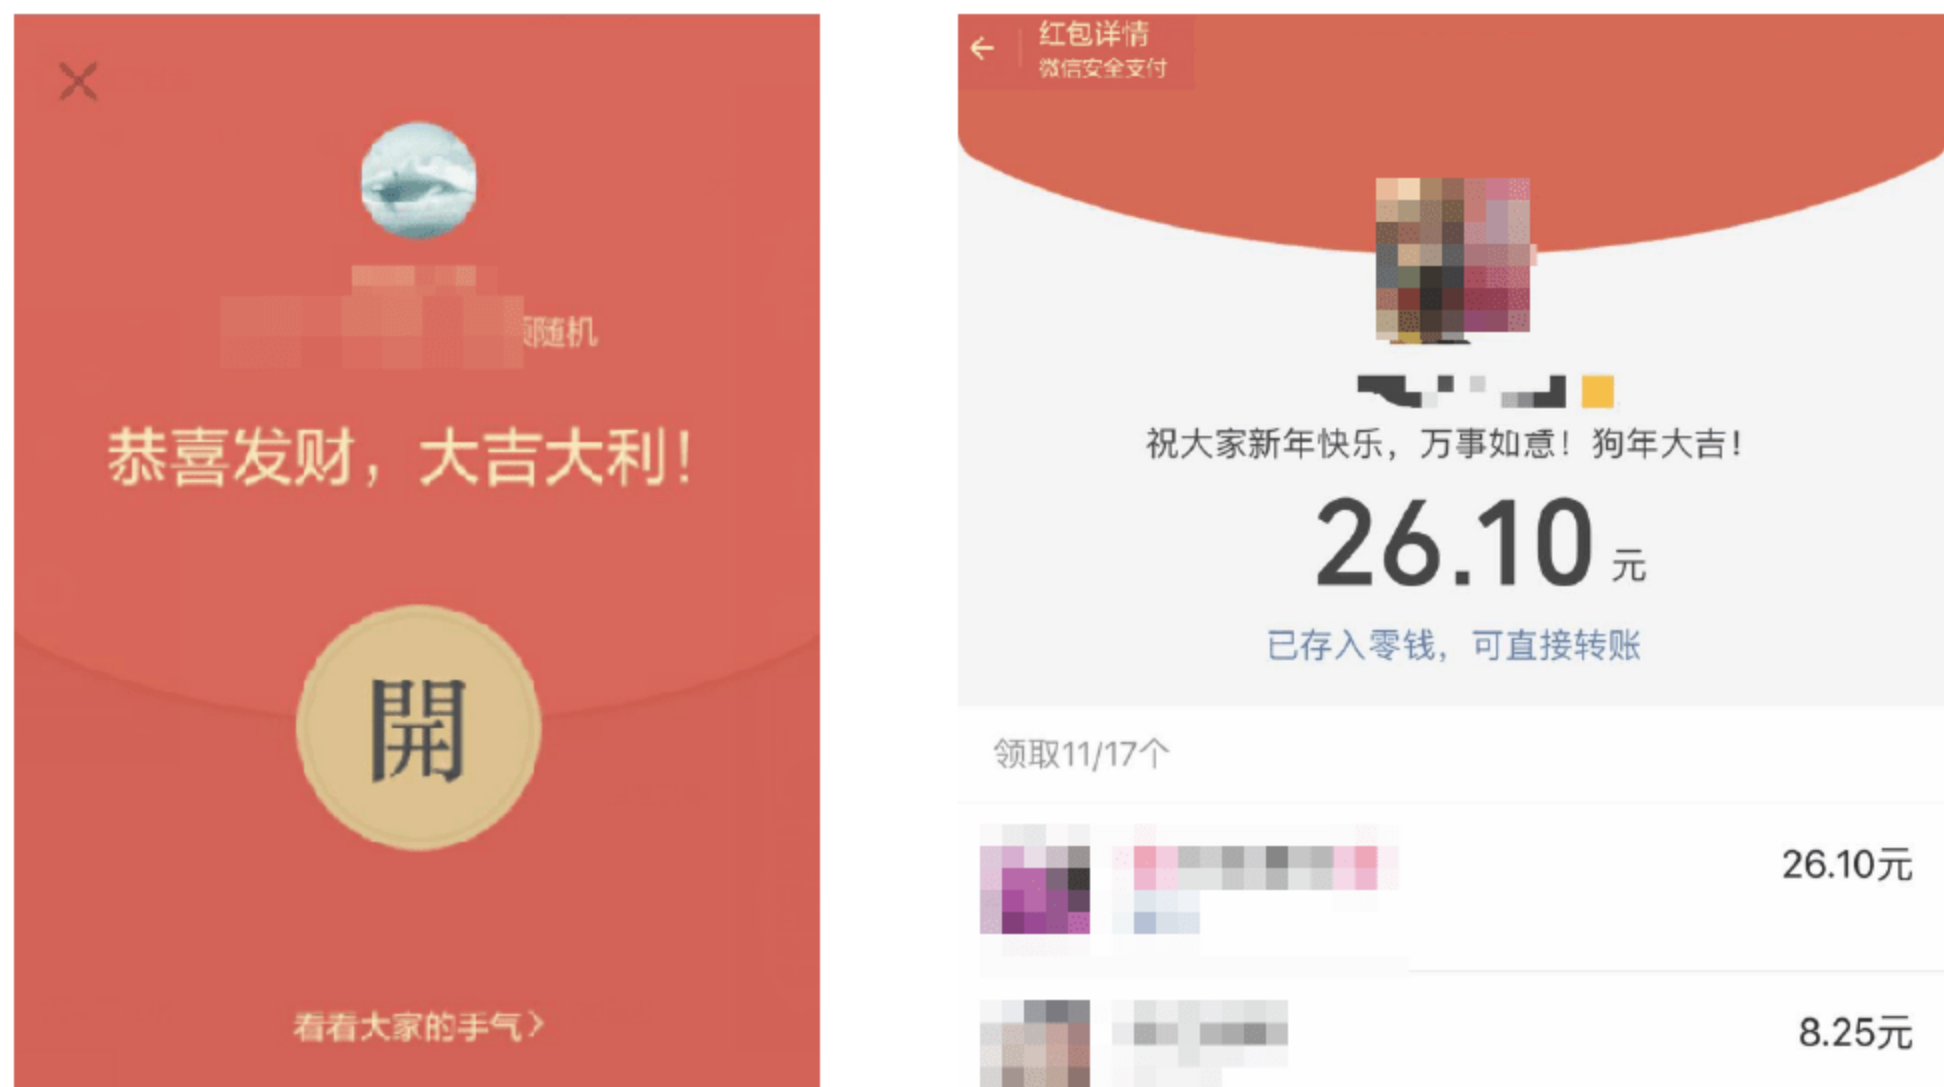 随机
恭喜发财，大吉大利！
開
看看大家的手气
红包详情
微信安全支付
祝大家新年快乐，万事如意！狗年大吉！
26.10元
已存入零钱，可直接转账
领取11/17个
26.10元
8.25元